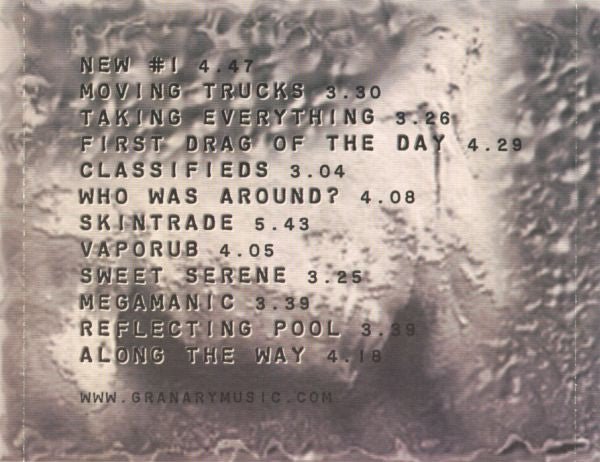 NEW #1 4.47
MOVING TRUCKS 3.30
TAKING EVERYTHING 3.26
FIRST DRAG OF THE DAY 4.29
CLASSIFIEDS 3.04
WHO WAS AROUND? 4.08
SKINTRADE 5.43
VAPORUB 4.05
SWEET SERENE 3.25
MEGAMANIC 3.39
REFLECTING POOL 3.39
ALONG THE WAY 4.18
WWW.GRANARYMUSIC.COM